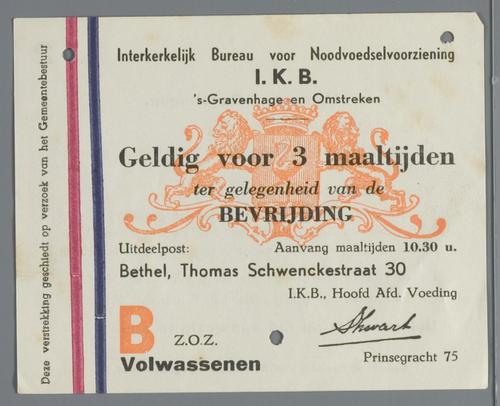 Interkerkelijk Bureau voor Noodvoedselvoorziening
I. K. B.
's-Gravenhage en Omstreken
Geldig voor 3 maaltijden
ter gelegenheid van de
BEVRIJDING
Uitdeelpost: Aanvang maaltijden 10.30 u.
Bethel, Thomas Schwenckestraat 30
I.K.B., Hoofd Afd. Voeding
B Z.O.Z.
Volwassenen
Prinsegracht 75
Deze verstrekking geschiedt op verzoek van het Gemeentebestuur